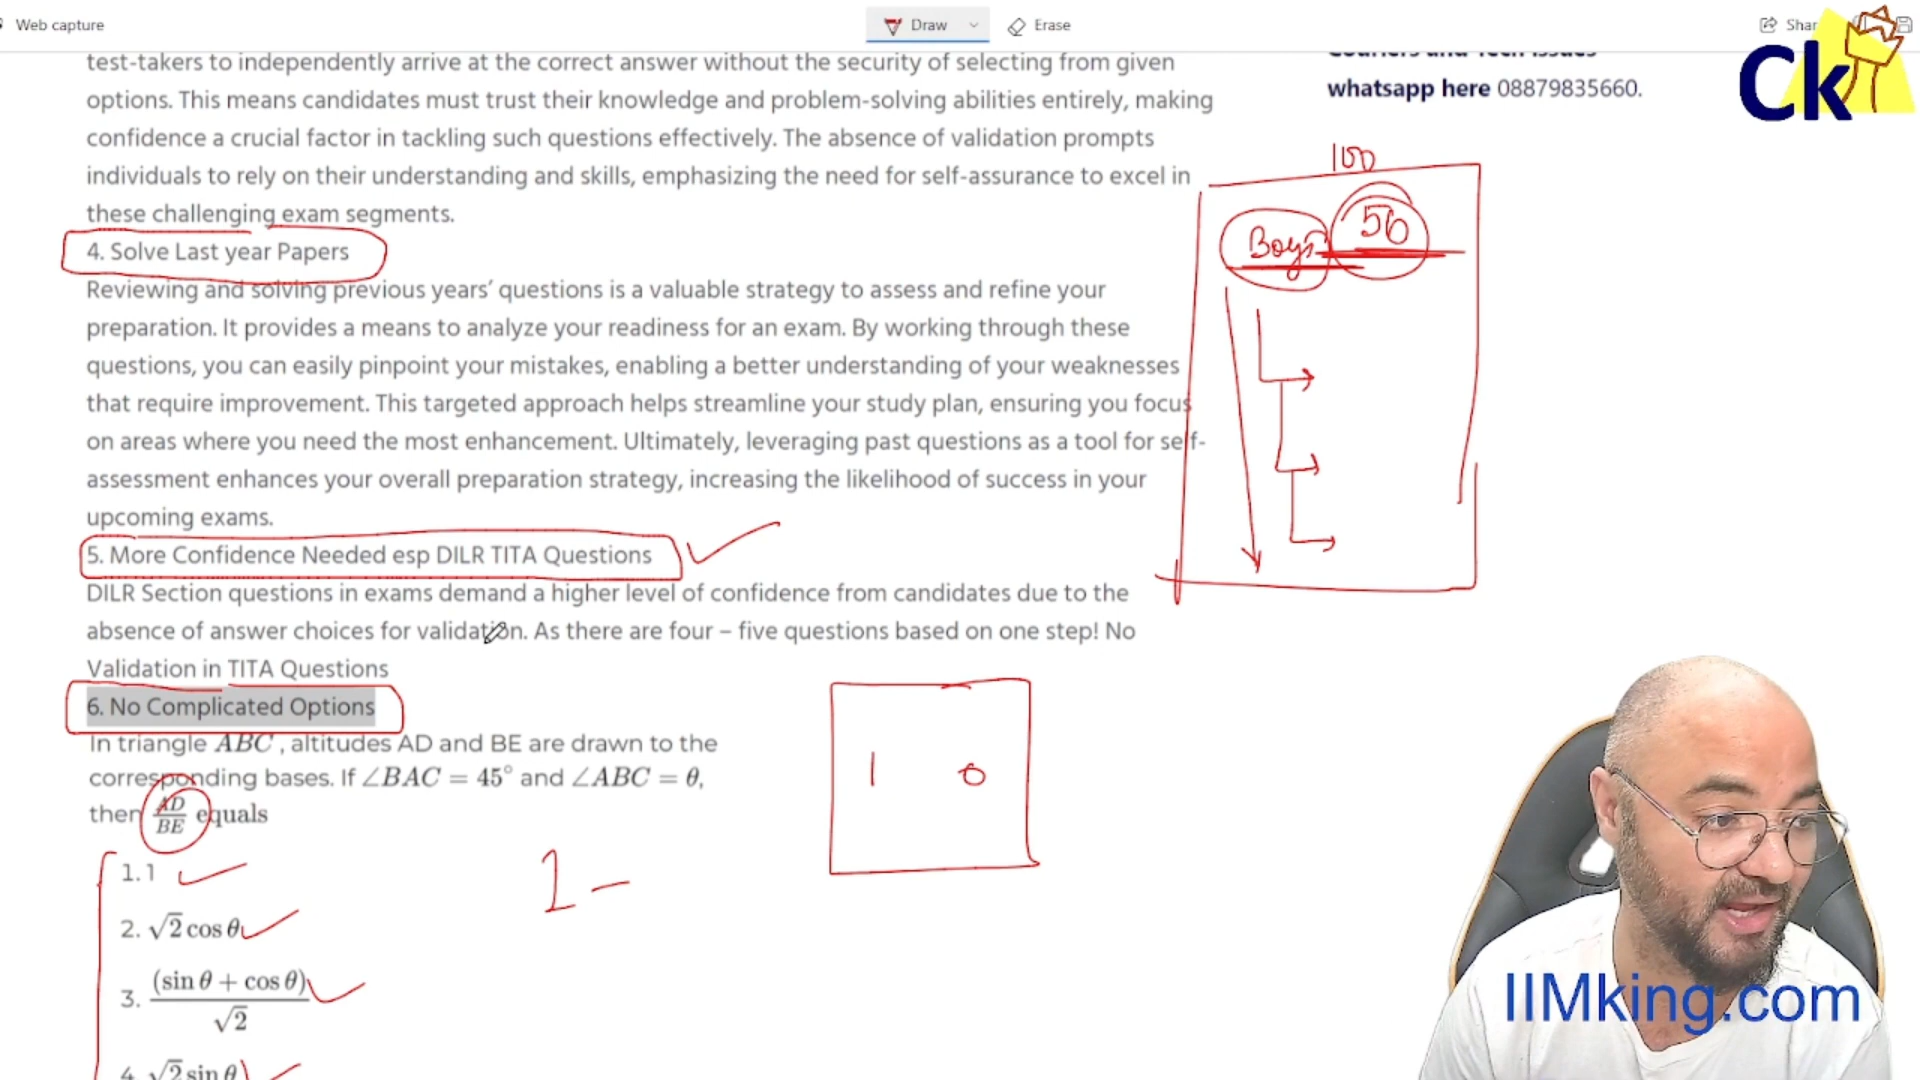 Web capture
Draw
Erase
Shar
Ck
test-takers to independently arrive at the correct answer without the security of selecting from given
options. This means candidates must trust their knowledge and problem-solving abilities entirely, making
confidence a crucial factor in tackling such questions effectively. The absence of validation prompts
individuals to rely on their understanding and skills, emphasizing the need for self-assurance to excel in
these challenging exam segments.
4. Solve Last year Papers
Reviewing and solving previous years’ questions is a valuable strategy to assess and refine your
preparation. It provides a means to analyze your readiness for an exam. By working through these
questions, you can easily pinpoint your mistakes, enabling a better understanding of your weaknesses
that require improvement. This targeted approach helps streamline your study plan, ensuring you focus
on areas where you need the most enhancement. Ultimately, leveraging past questions as a tool for self-
assessment enhances your overall preparation strategy, increasing the likelihood of success in your
upcoming exams.
5. More Confidence Needed esp DILR TITA Questions
DILR Section questions in exams demand a higher level of confidence from candidates due to the
absence of answer choices for validation. As there are four – five questions based on one step! No
Validation in TITA Questions
6. No Complicated Options
In triangle ABC , altitudes AD and BE are drawn to the
corresponding bases. If ∠BAC = 45° and ∠ABC = θ,
then AD/BE equals
1. 1
2. √2 cos θ
3. (sin θ + cos θ)/√2
4. √2 sin θ
whatsapp here 08879835660.
100
Boys 56
1 0
1 –
IIMking.com